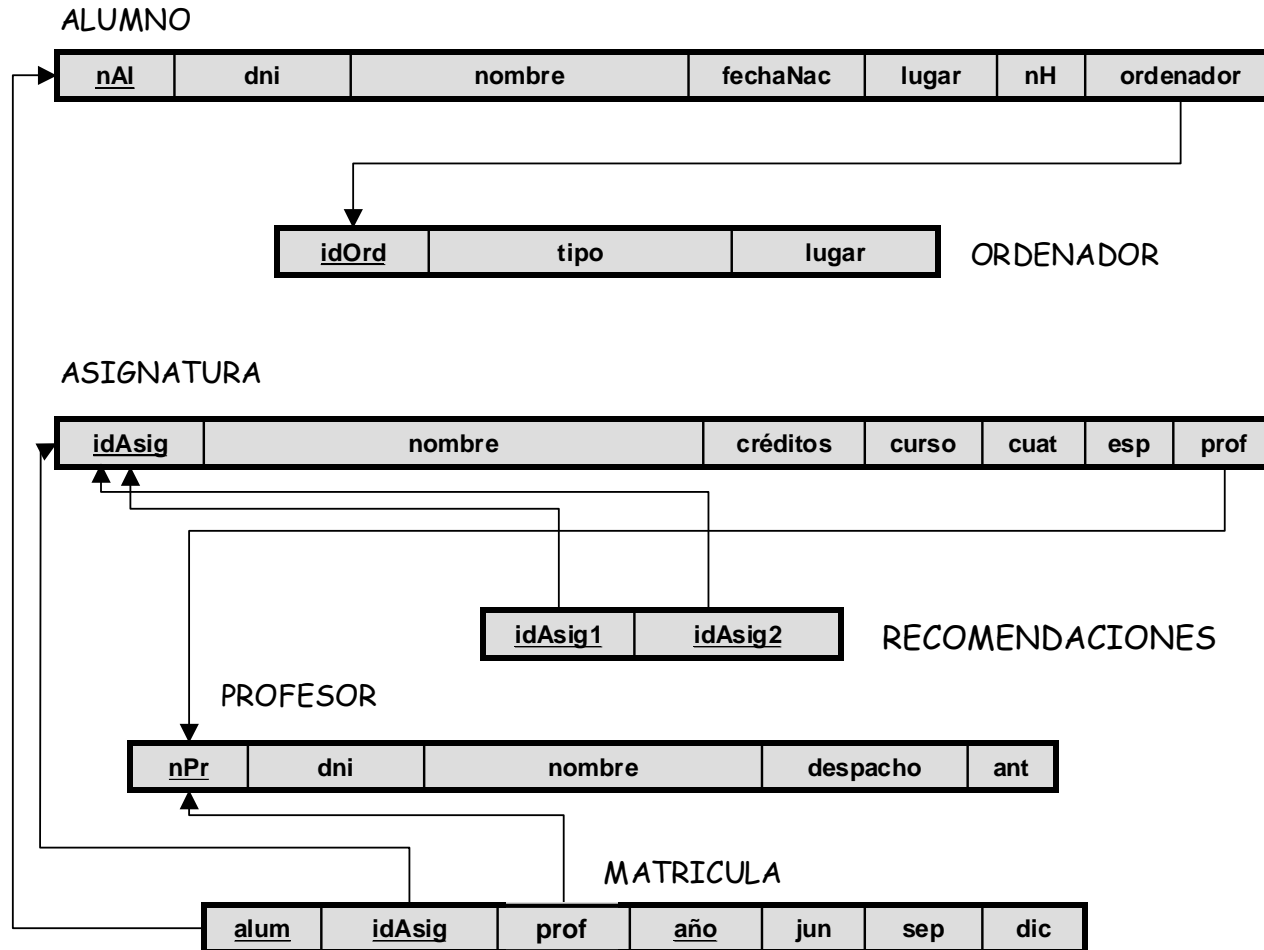 ALUMNO
nAl dni nombre fechaNac lugar nH ordenador
idOrd tipo lugar ORDENADOR
ASIGNATURA
idAsig nombre créditos curso cuat esp prof
idAsig1 idAsig2 RECOMENDACIONES
PROFESOR
nPr dni nombre despacho ant
MATRICULA
alum idAsig prof año jun sep dic